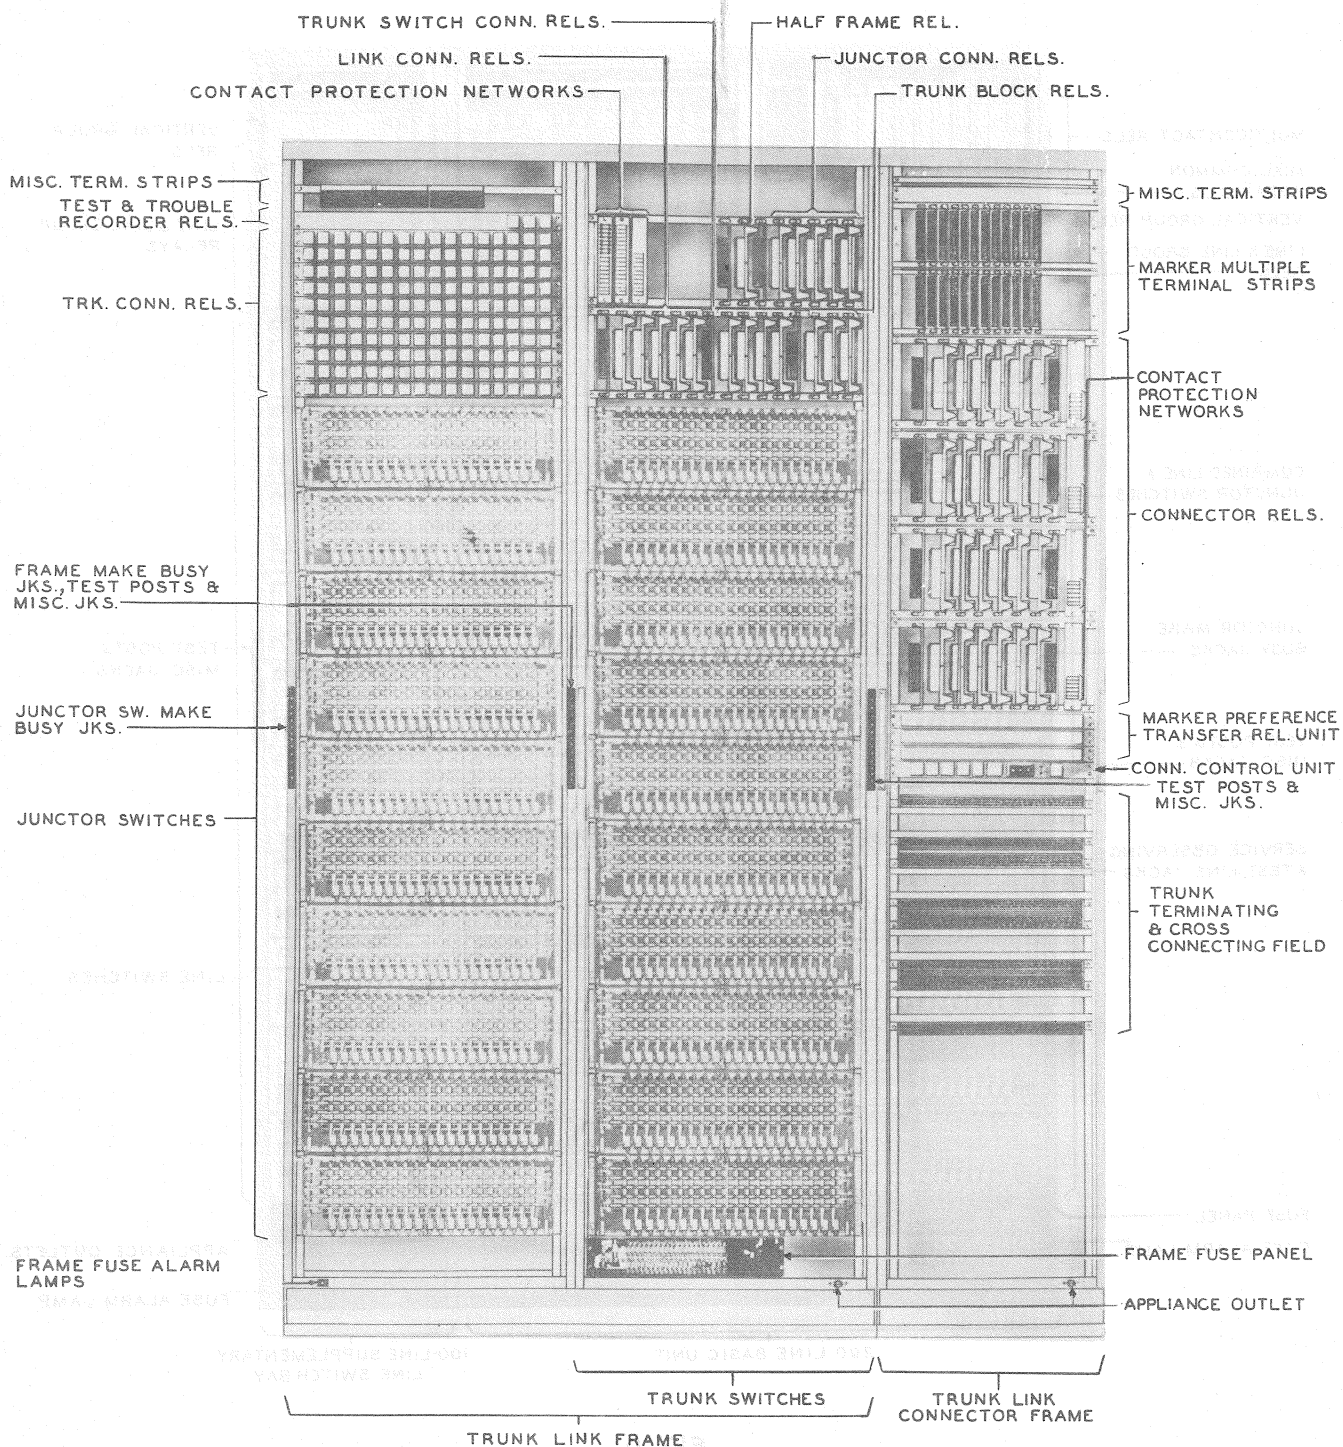 TRUNK SWITCH CONN. RELS.
HALF FRAME REL.
LINK CONN. RELS.
JUNCTOR CONN. RELS.
CONTACT PROTECTION NETWORKS
TRUNK BLOCK RELS.
MISC. TERM. STRIPS
TEST & TROUBLE
RECORDER RELS.
TRK. CONN. RELS.
MISC. TERM. STRIPS
MARKER MULTIPLE
TERMINAL STRIPS
CONTACT
PROTECTION
NETWORKS
CONNECTOR RELS.
FRAME MAKE BUSY
JKS., TEST POSTS &
MISC. JKS.
JUNCTOR SW. MAKE
BUSY JKS.
JUNCTOR SWITCHES
MARKER PREFERENCE
TRANSFER REL. UNIT
CONN. CONTROL UNIT
TEST POSTS &
MISC. JKS.
TRUNK
TERMINATING
& CROSS
CONNECTING FIELD
FRAME FUSE ALARM
LAMPS
FRAME FUSE PANEL
APPLIANCE OUTLET
TRUNK SWITCHES
TRUNK LINK
CONNECTOR FRAME
TRUNK LINK FRAME